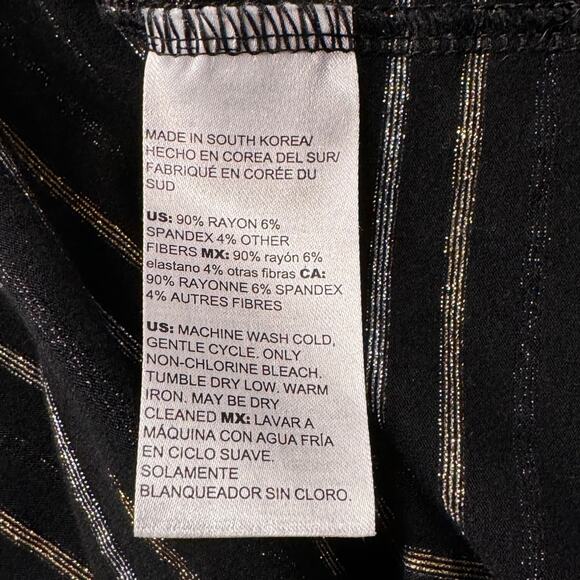 MADE IN SOUTH KOREA/
HECHO EN COREA DEL SUR/
FABRIQUÉ EN CORÉE DU
SUD
US: 90% RAYON 6%
SPANDEX 4% OTHER
FIBERS MX: 90% rayón 6%
elastano 4% otras fibras CA:
90% RAYONNE 6% SPANDEX
4% AUTRES FIBRES
US: MACHINE WASH COLD,
GENTLE CYCLE. ONLY
NON-CHLORINE BLEACH.
TUMBLE DRY LOW. WARM
IRON. MAY BE DRY
CLEANED MX: LAVAR A
MÁQUINA CON AGUA FRÍA
EN CICLO SUAVE.
SOLAMENTE
BLANQUEADOR SIN CLORO.